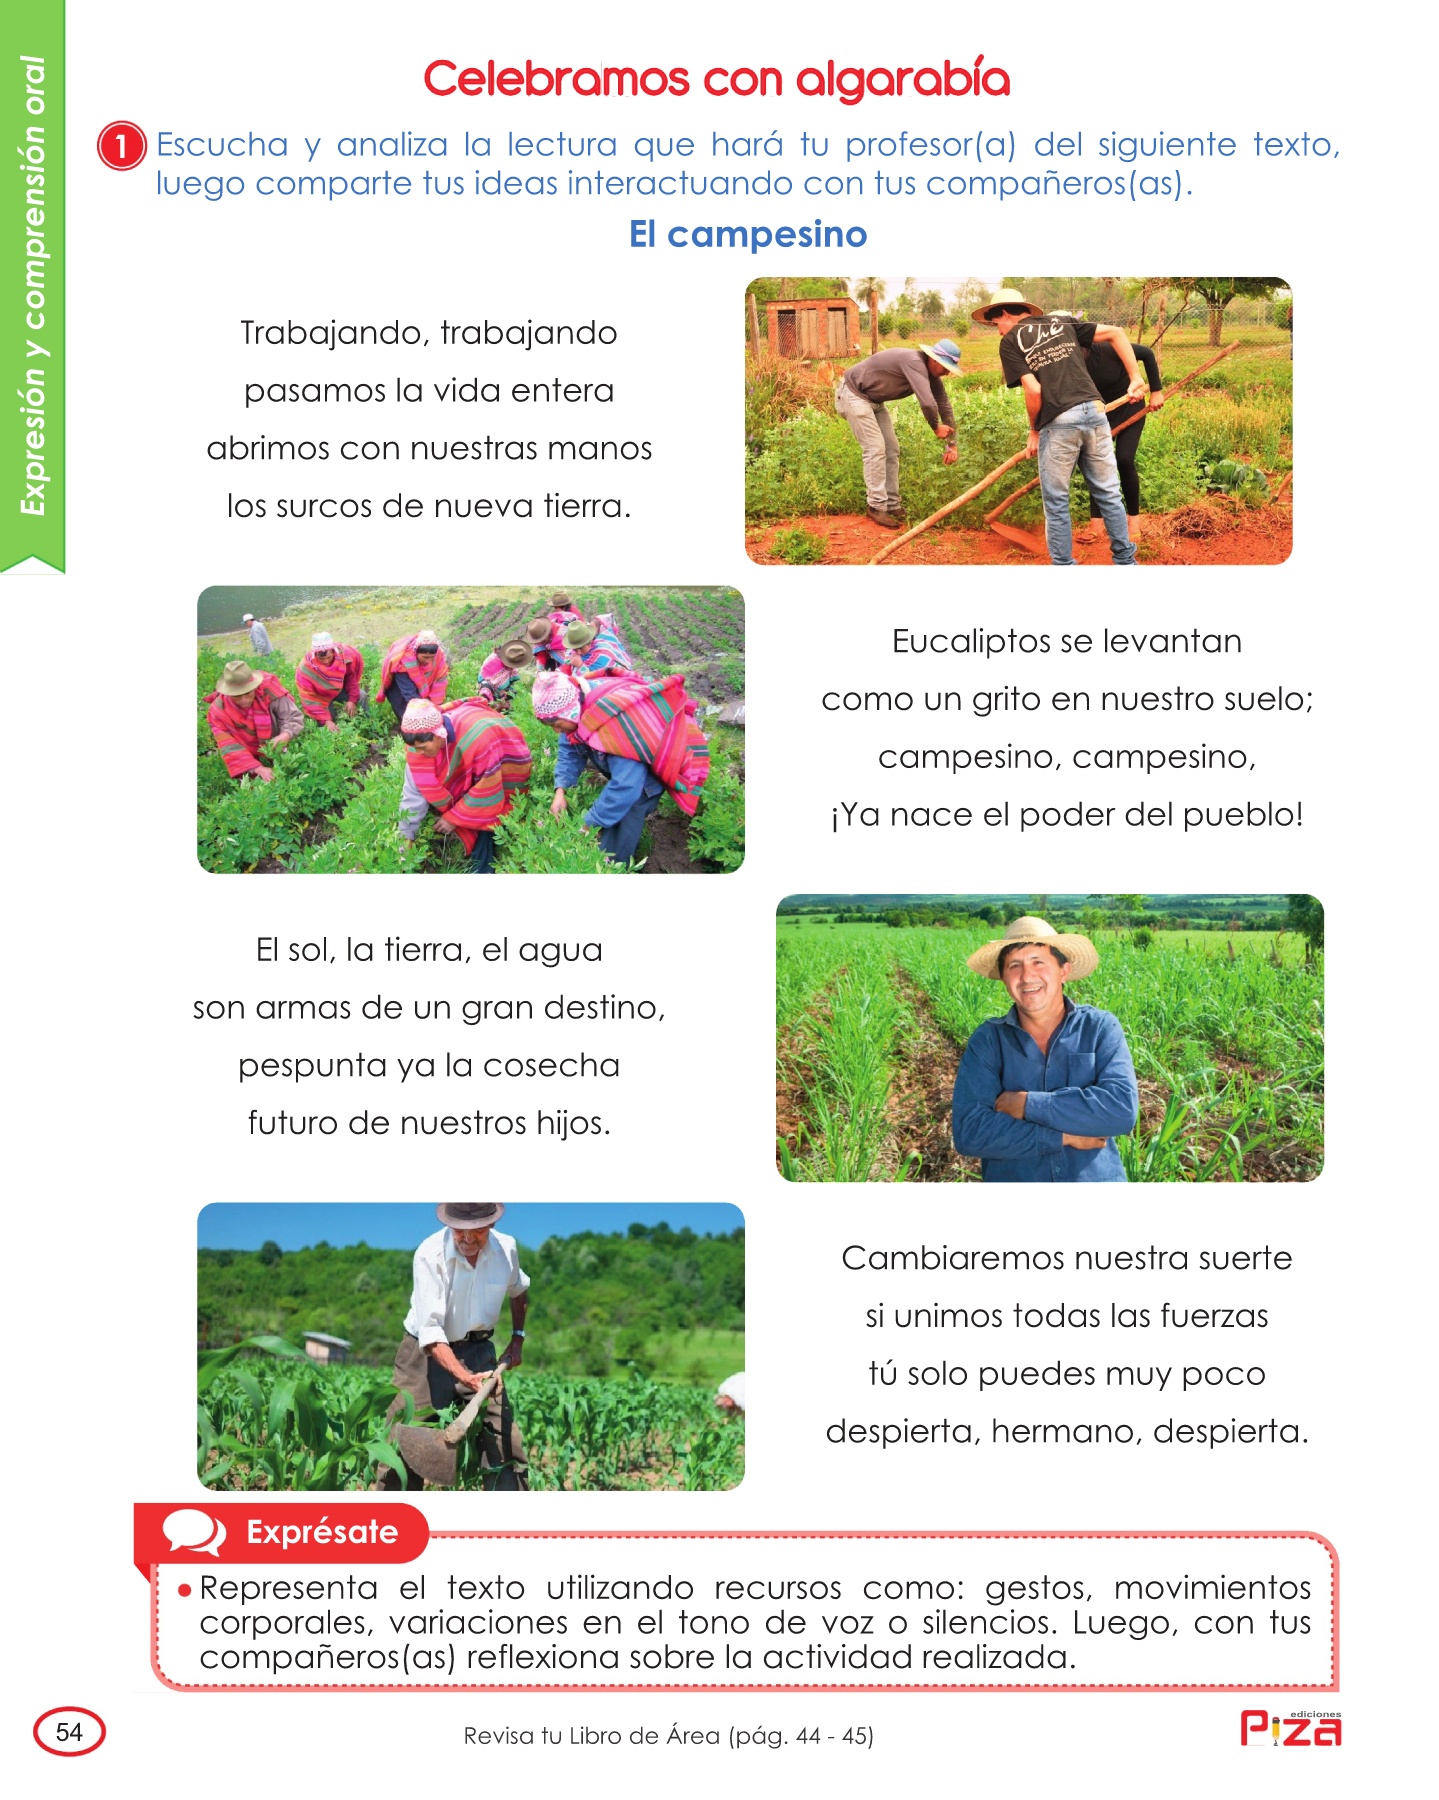 Expresión y comprensión oral
Celebramos con algarabía
1 Escucha y analiza la lectura que hará tu profesor(a) del siguiente texto,
luego comparte tus ideas interactuando con tus compañeros(as).
El campesino
Trabajando, trabajando
pasamos la vida entera
abrimos con nuestras manos
los surcos de nueva tierra.
Ché
Eucaliptos se levantan
como un grito en nuestro suelo;
campesino, campesino,
¡Ya nace el poder del pueblo!
El sol, la tierra, el agua
son armas de un gran destino,
pespunta ya la cosecha
futuro de nuestros hijos.
Cambiaremos nuestra suerte
si unimos todas las fuerzas
tú solo puedes muy poco
despierta, hermano, despierta.
Exprésate
• Representa el texto utilizando recursos como: gestos, movimientos
corporales, variaciones en el tono de voz o silencios. Luego, con tus
compañeros(as) reflexiona sobre la actividad realizada.
54
Revisa tu Libro de Área (pág. 44 - 45)
ediciones
Piza